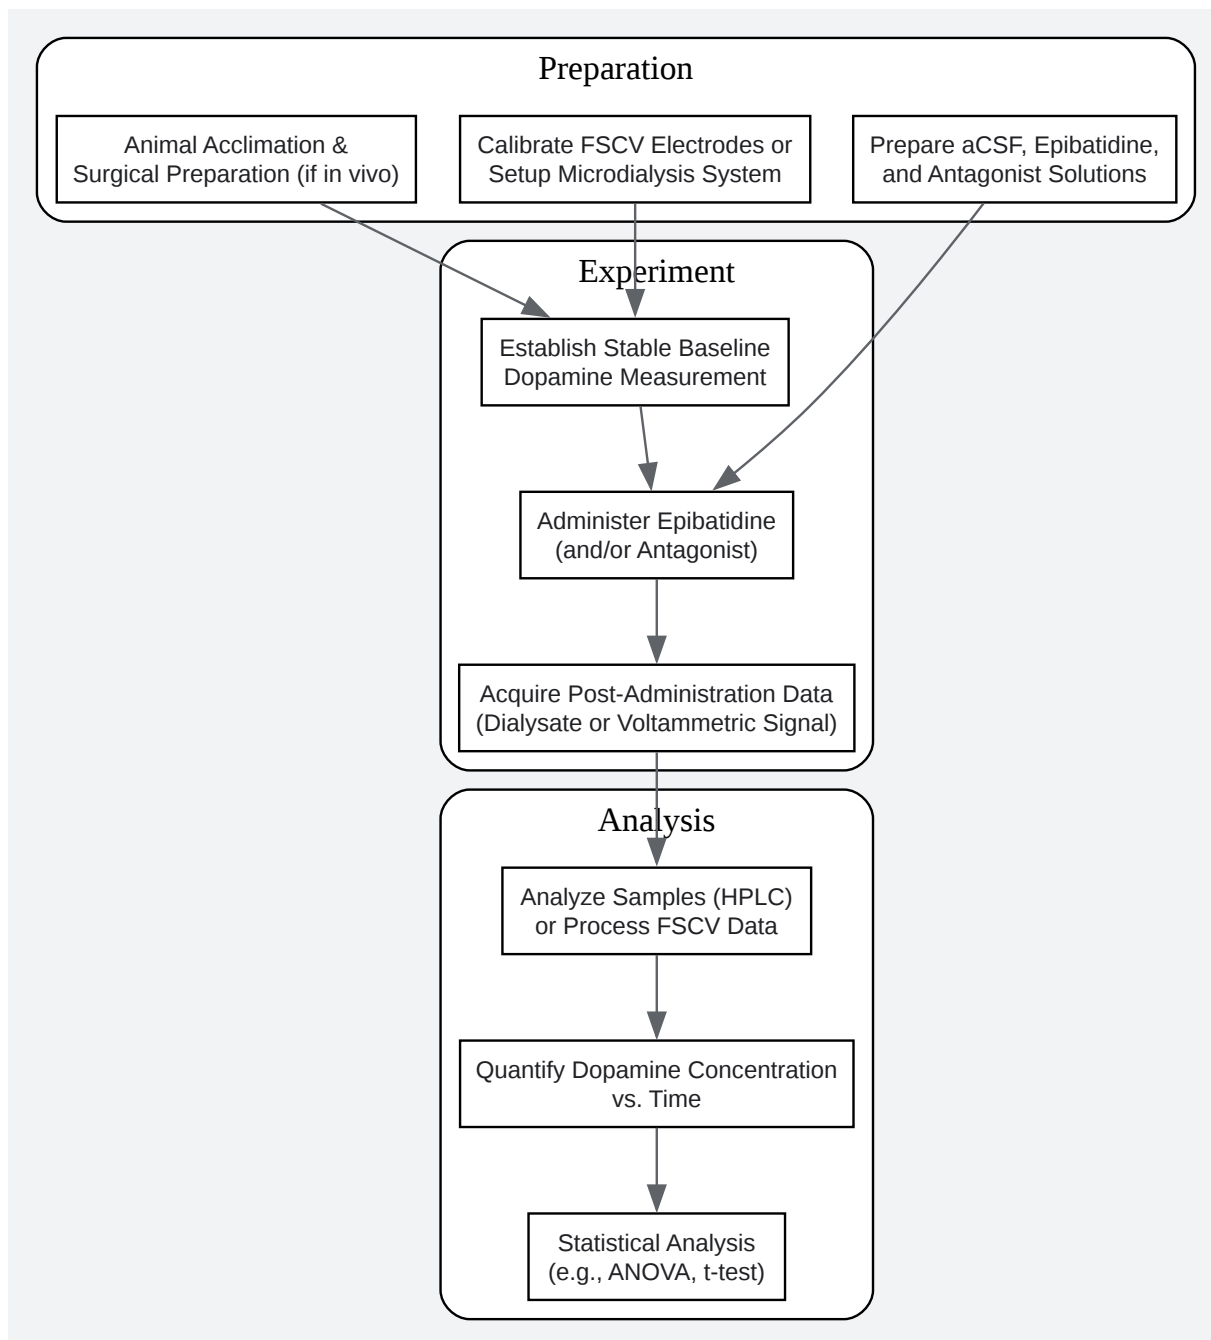 Preparation
Animal Acclimation &
Surgical Preparation (if in vivo)
Calibrate FSCV Electrodes or
Setup Microdialysis System
Prepare aCSF, Epibatidine,
and Antagonist Solutions
Experiment
Establish Stable Baseline
Dopamine Measurement
Administer Epibatidine
(and/or Antagonist)
Acquire Post-Administration Data
(Dialysate or Voltammetric Signal)
Analysis
Analyze Samples (HPLC)
or Process FSCV Data
Quantify Dopamine Concentration
vs. Time
Statistical Analysis
(e.g., ANOVA, t-test)